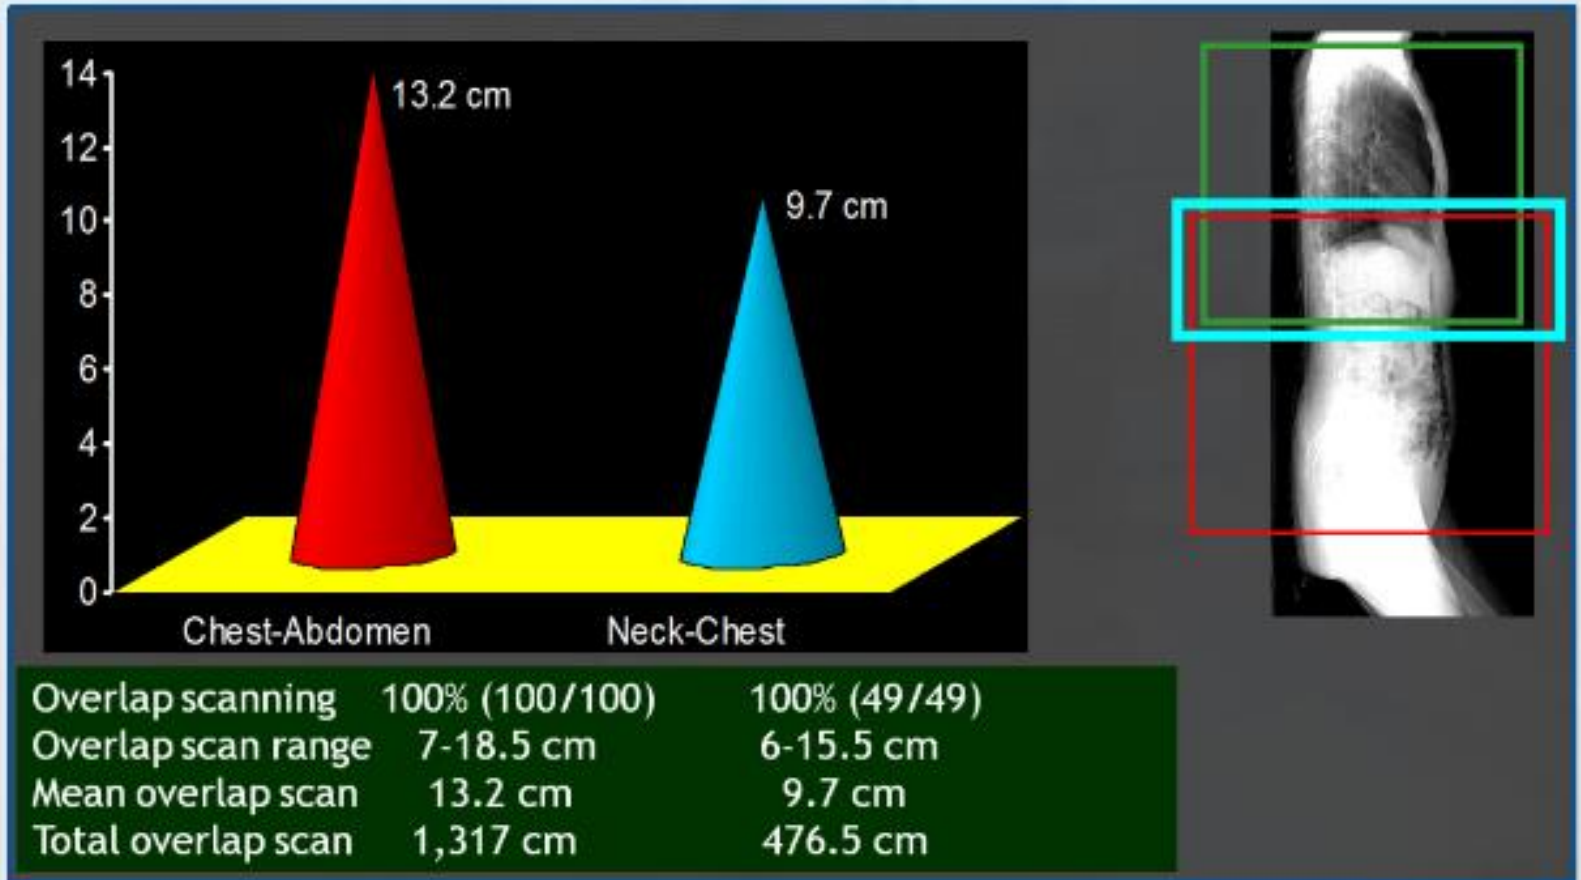 14
13.2 cm
12
10
9.7 cm
8
6
4
2
0
Chest-Abdomen Neck-Chest
Overlap scanning 100% (100/100) 100% (49/49)
Overlap scan range 7-18.5 cm 6-15.5 cm
Mean overlap scan 13.2 cm 9.7 cm
Total overlap scan 1,317 cm 476.5 cm